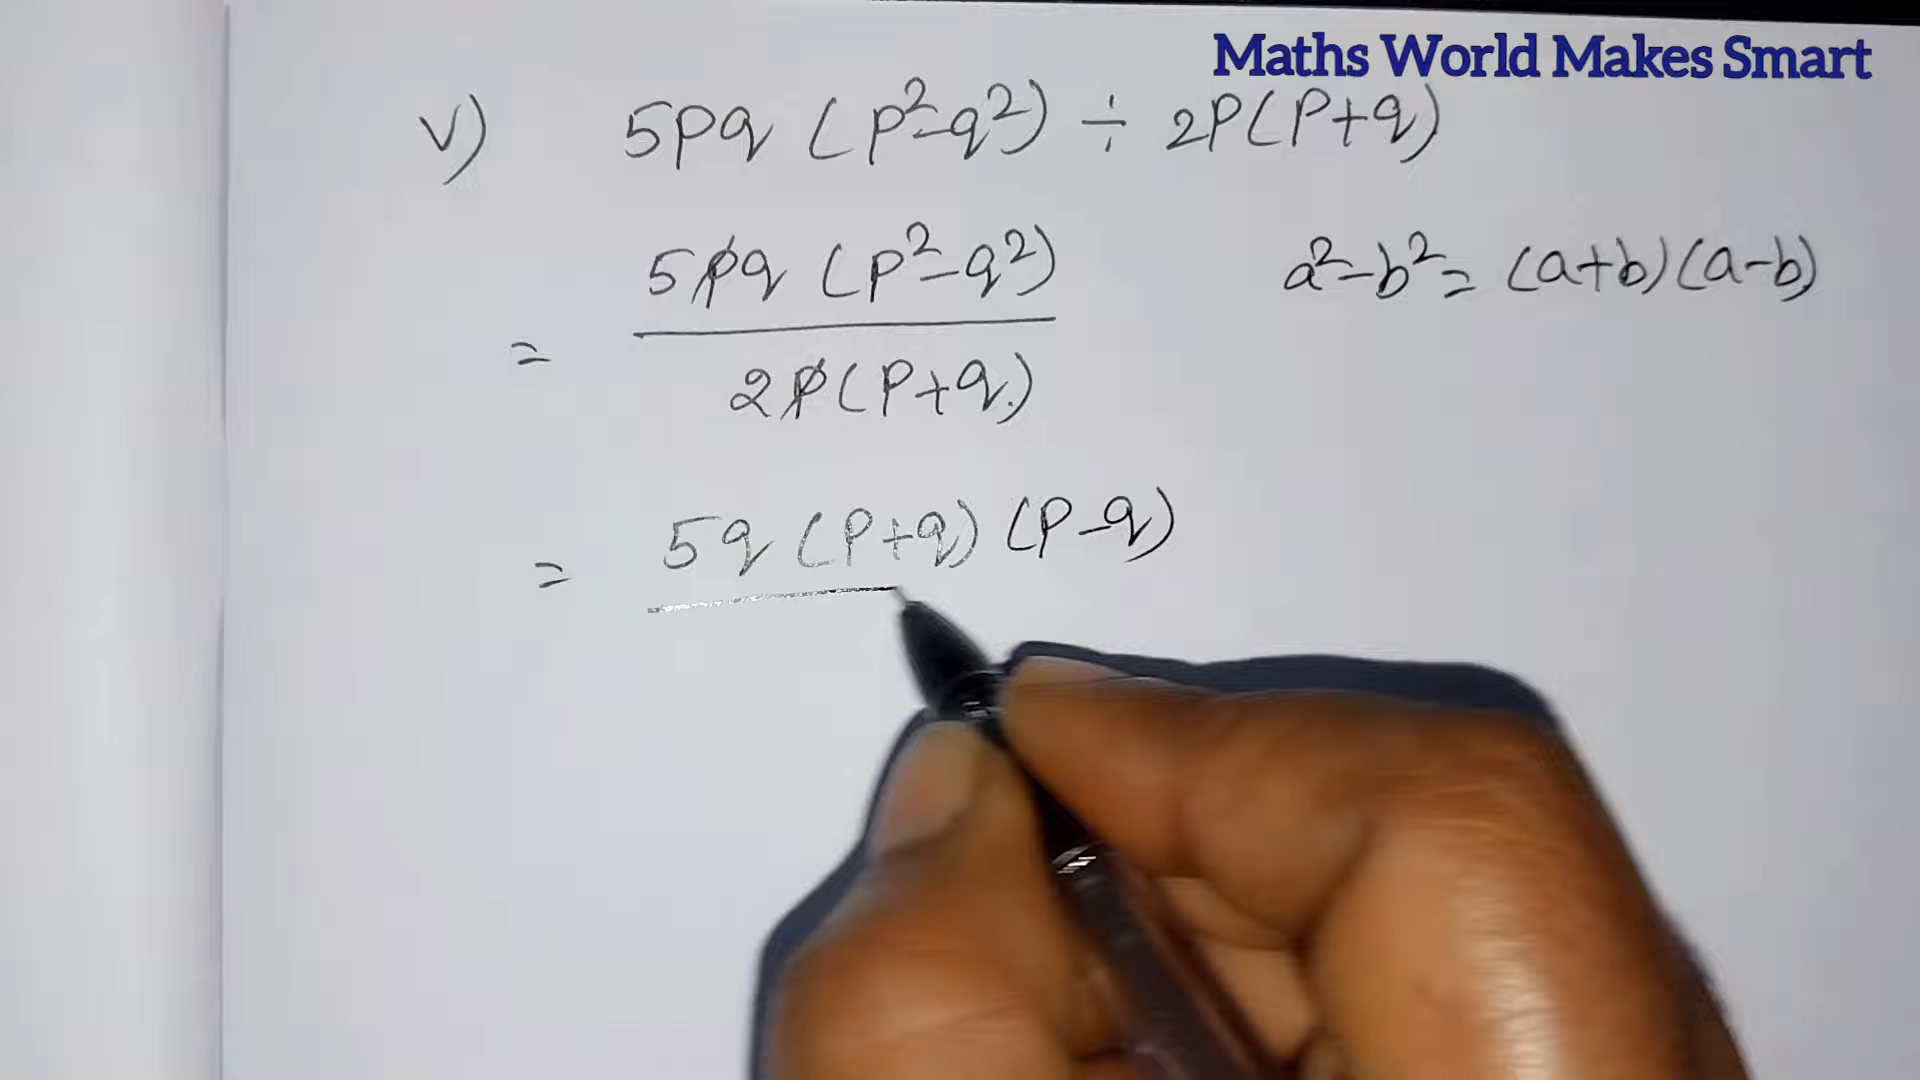 Maths World Makes Smart
v) 5pq (p²-q²) ÷ 2p(p+q)
= 5pq (p²-q²) / 2p(p+q) a²-b² = (a+b)(a-b)
= 5q (p+q) (p-q)